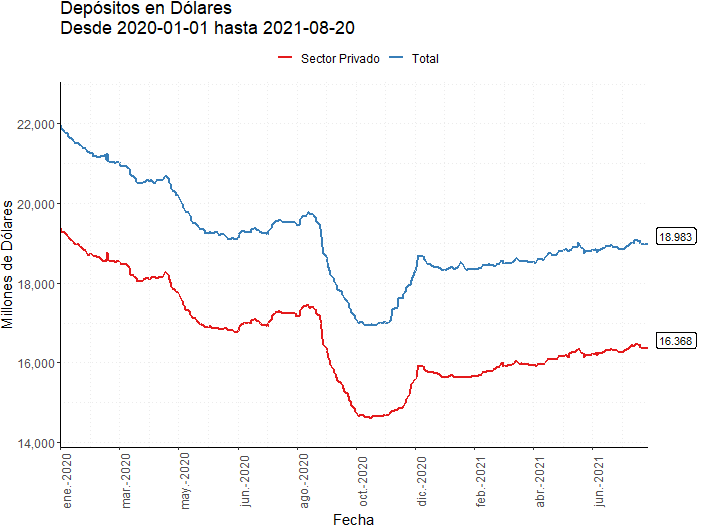 Depósitos en Dólares
Desde 2020-01-01 hasta 2021-08-20
Sector Privado Total
Millones de Dólares
22,000
20,000
18,000
16,000
14,000
18.983
16.368
ene.-2020 mar.-2020 may.-2020 jun.-2020 ago.-2020 oct.-2020 dic.-2020 feb.-2021 abr.-2021 jun.-2021
Fecha